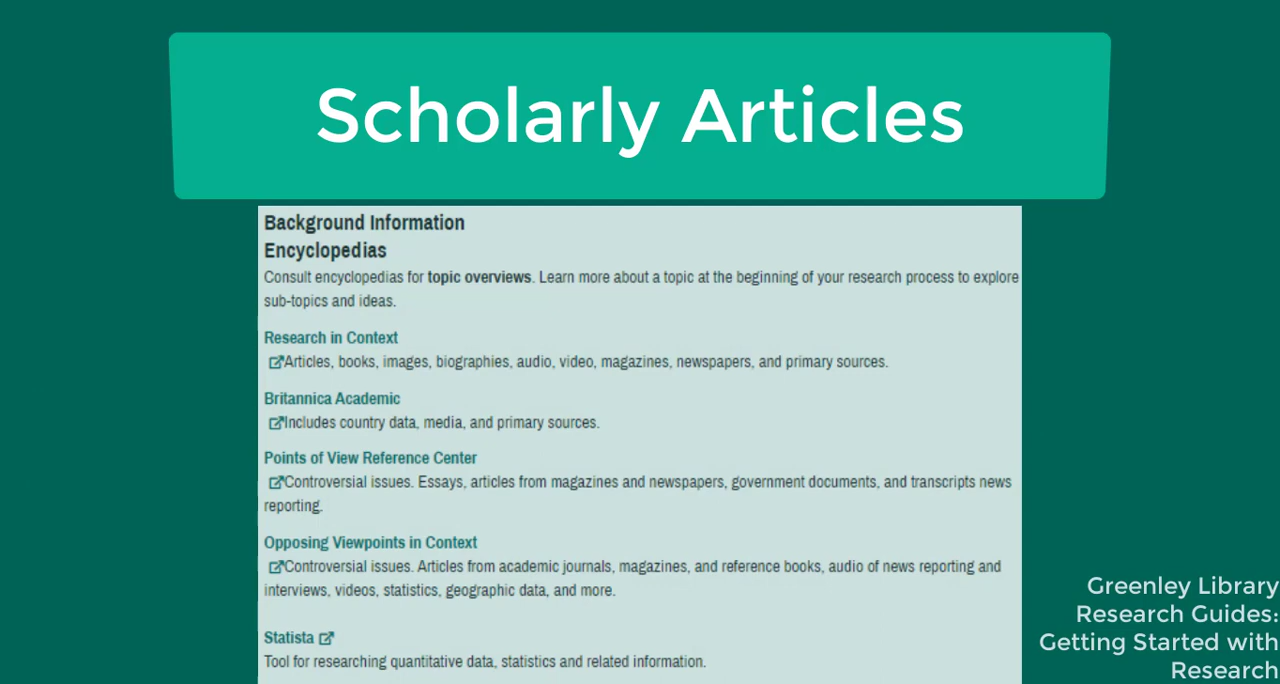 Scholarly Articles
Background Information
Encyclopedias
Consult encyclopedias for topic overviews. Learn more about a topic at the beginning of your research process to explore
sub-topics and ideas.
Research in Context
Articles, books, images, biographies, audio, video, magazines, newspapers, and primary sources.
Britannica Academic
Includes country data, media, and primary sources.
Points of View Reference Center
Controversial issues. Essays, articles from magazines and newspapers, government documents, and transcripts news
reporting.
Opposing Viewpoints in Context
Controversial issues. Articles from academic journals, magazines, and reference books, audio of news reporting and
interviews, videos, statistics, geographic data, and more.
Statista
Tool for researching quantitative data, statistics and related information.
Greenley Library
Research Guides:
Getting Started with
Research